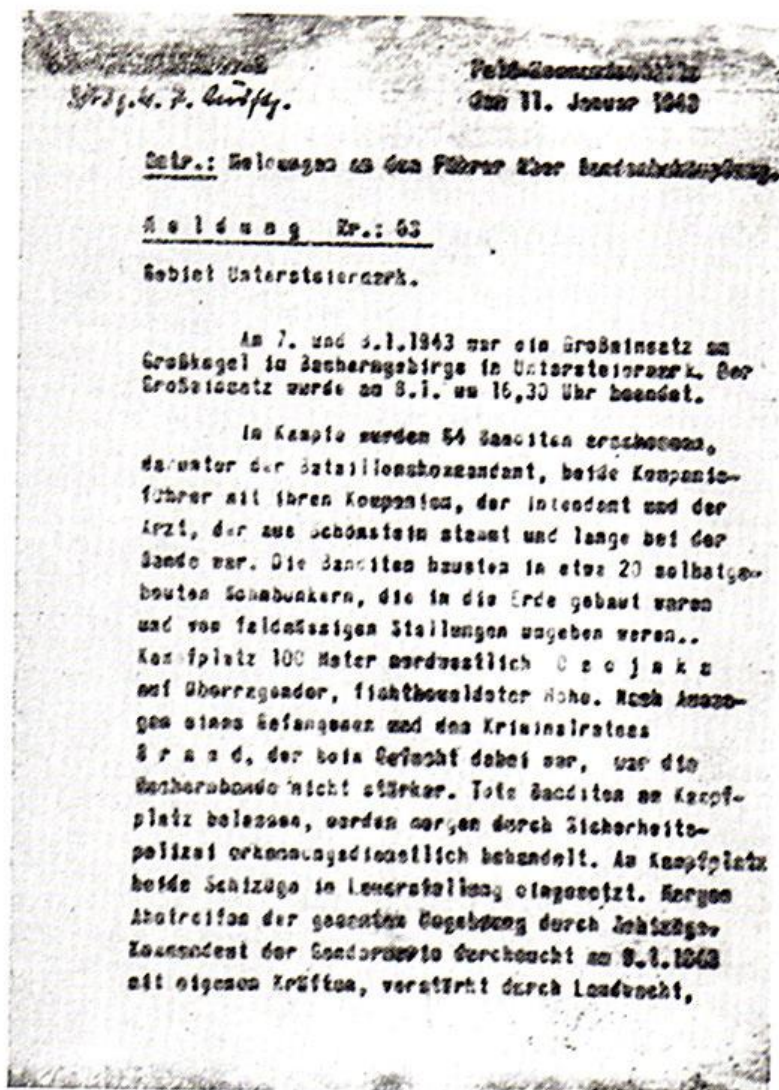 Feld-Kommandostelle
den 11. Januar 1943
Betr.: Meldungen an den Führer über Bandenbekämpfung.
Meldung Nr.: 53
Gebiet Untersteiermark.
Am 7. und 8.1.1943 war ein Großeinsatz am
Großkogel im Bacherngebirge in Untersteiermark. Der
Großeinsatz wurde am 8.1. um 16,30 Uhr beendet.
Im Kampfe wurden 64 Banditen erschossen,
darunter der Bataillonskommandant, beide Kompanie-
führer mit ihren Kompanien, der Intendant und der
Arzt, der aus Schönstein stammt und lange bei der
Bande war. Die Banditen hausten in etwa 20 selbstge-
bauten Wohnbunkern, die in die Erde gebaut waren
und von feldmässigen Stellungen umgeben waren..
Kampfplatz 100 Meter nordwestlich
auf überragender, dichtbewaldeter Höhe. Nach Aussa-
gen eines Gefangenen und des Kriminalrates
Brand, der beim Gefecht dabei war, war die
Bachernbande nicht stärker. Tote Banditen am Kampf-
platz belassen, werden morgen durch Sicherheits-
polizei erkennungsdienstlich behandelt. Am Kampfplatz
beide Schizüge in Lauerstellung eingesetzt. Morgen
Abstreifen der gesamten Umgebung durch Schizüge.
Kommandant der Gendarmerie durchsucht am 9.1.1943
mit eigenen Kräften, verstärkt durch Landwacht,